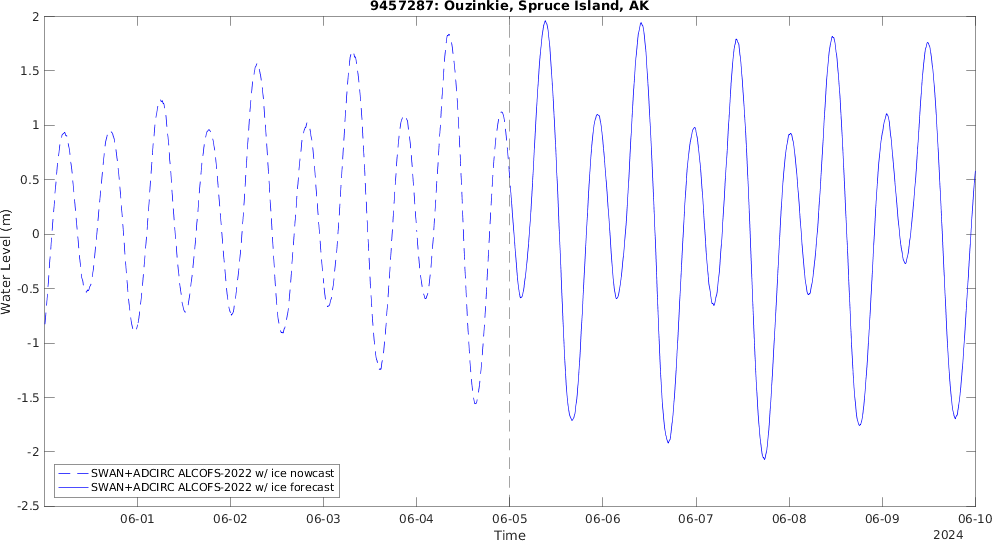 9457287: Ouzinkie, Spruce Island, AK
2
1.5
1
0.5
0
-0.5
-1
-1.5
-2
-2.5
Water Level (m)
SWAN+ADCIRC ALCOFS-2022 w/ ice nowcast
SWAN+ADCIRC ALCOFS-2022 w/ ice forecast
06-01 06-02 06-03 06-04 06-05 06-06 06-07 06-08 06-09 06-10
Time
2024